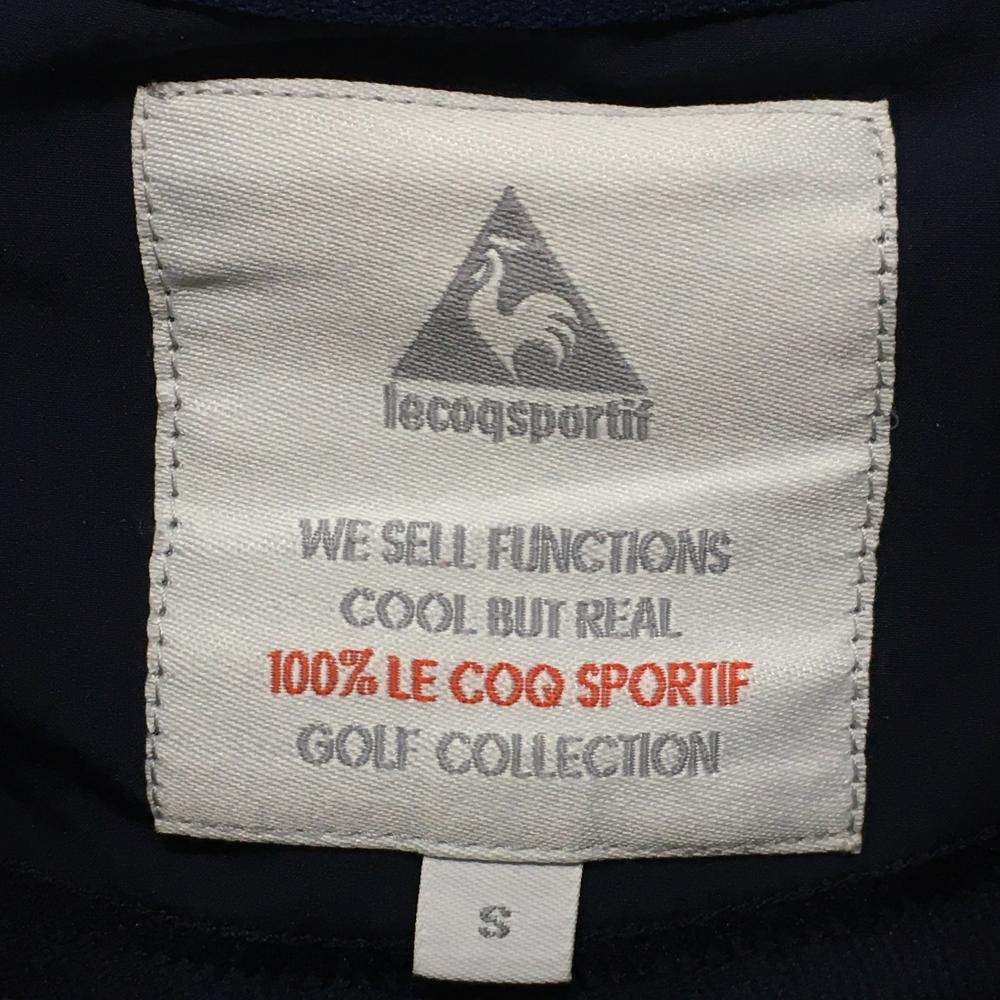 lecoqsportif
WE SELL FUNCTIONS
COOL BUT REAL
100% LE COQ SPORTIF
GOLF COLLECTION
S